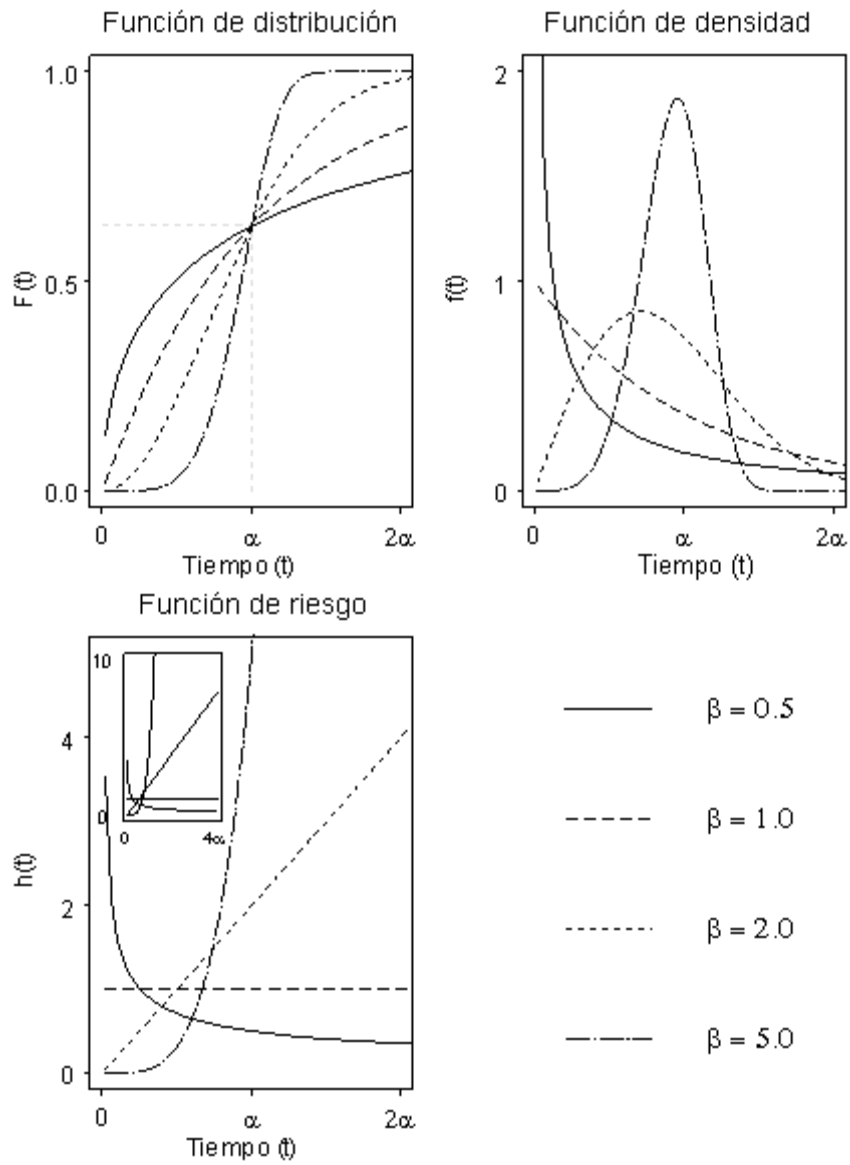 Función de distribución
1.0
0.5
0.0
F(t)
0
α
2α
Tiempo (t)
Función de densidad
2
1
0
f(t)
0
α
2α
Tiempo (t)
Función de riesgo
4
2
0
h(t)
10
0
0
4α
0
α
2α
Tiempo (t)
β = 0.5
β = 1.0
β = 2.0
β = 5.0